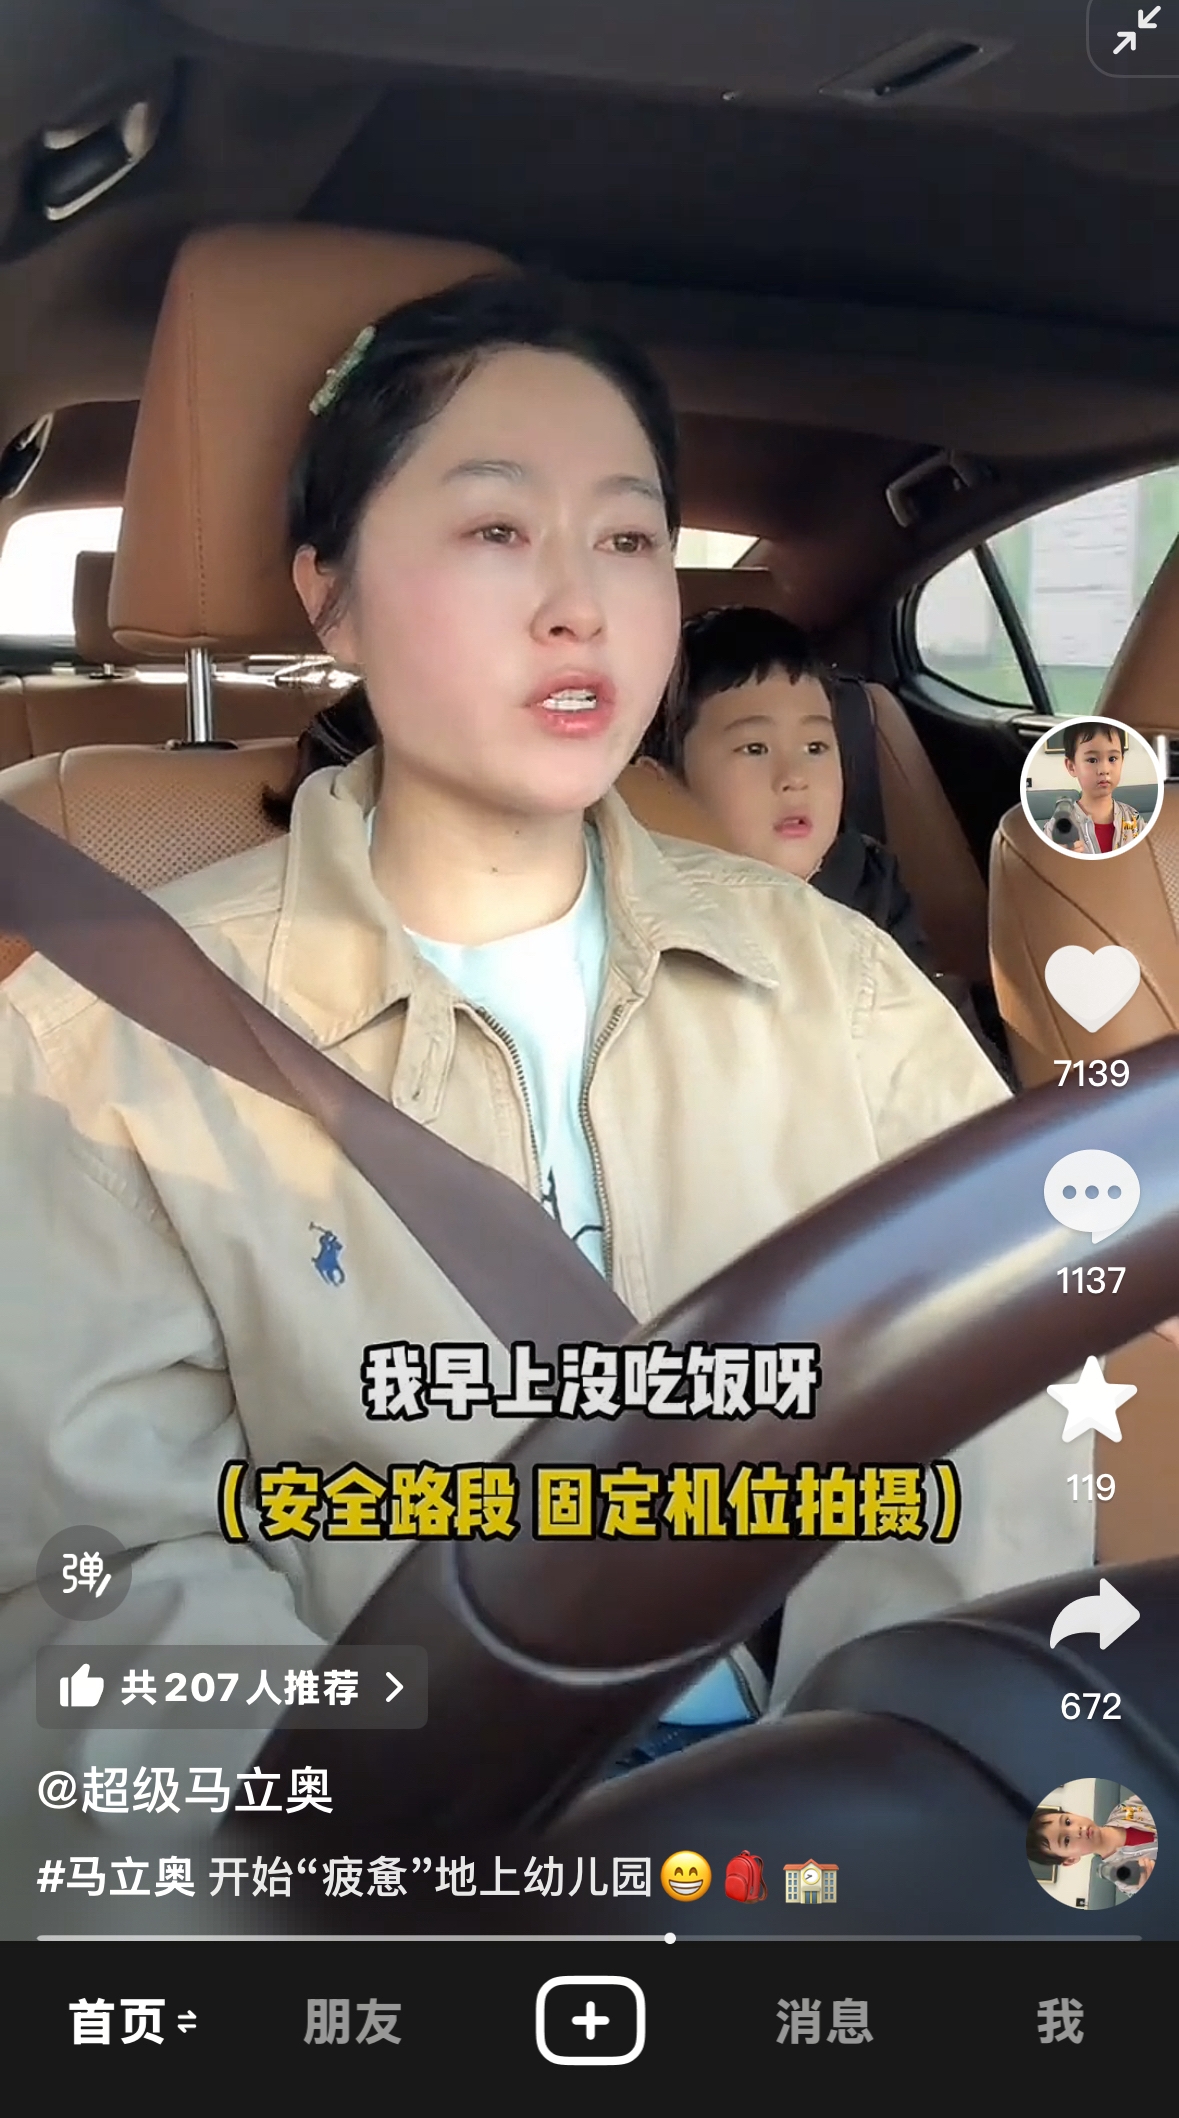 我早上没吃饭呀
（安全路段 固定机位拍摄）
弹
共207人推荐
@超级马立奥
#马立奥 开始“疲惫”地上幼儿园😁🎒🏫
7139
1137
119
672
首页
朋友
消息
我